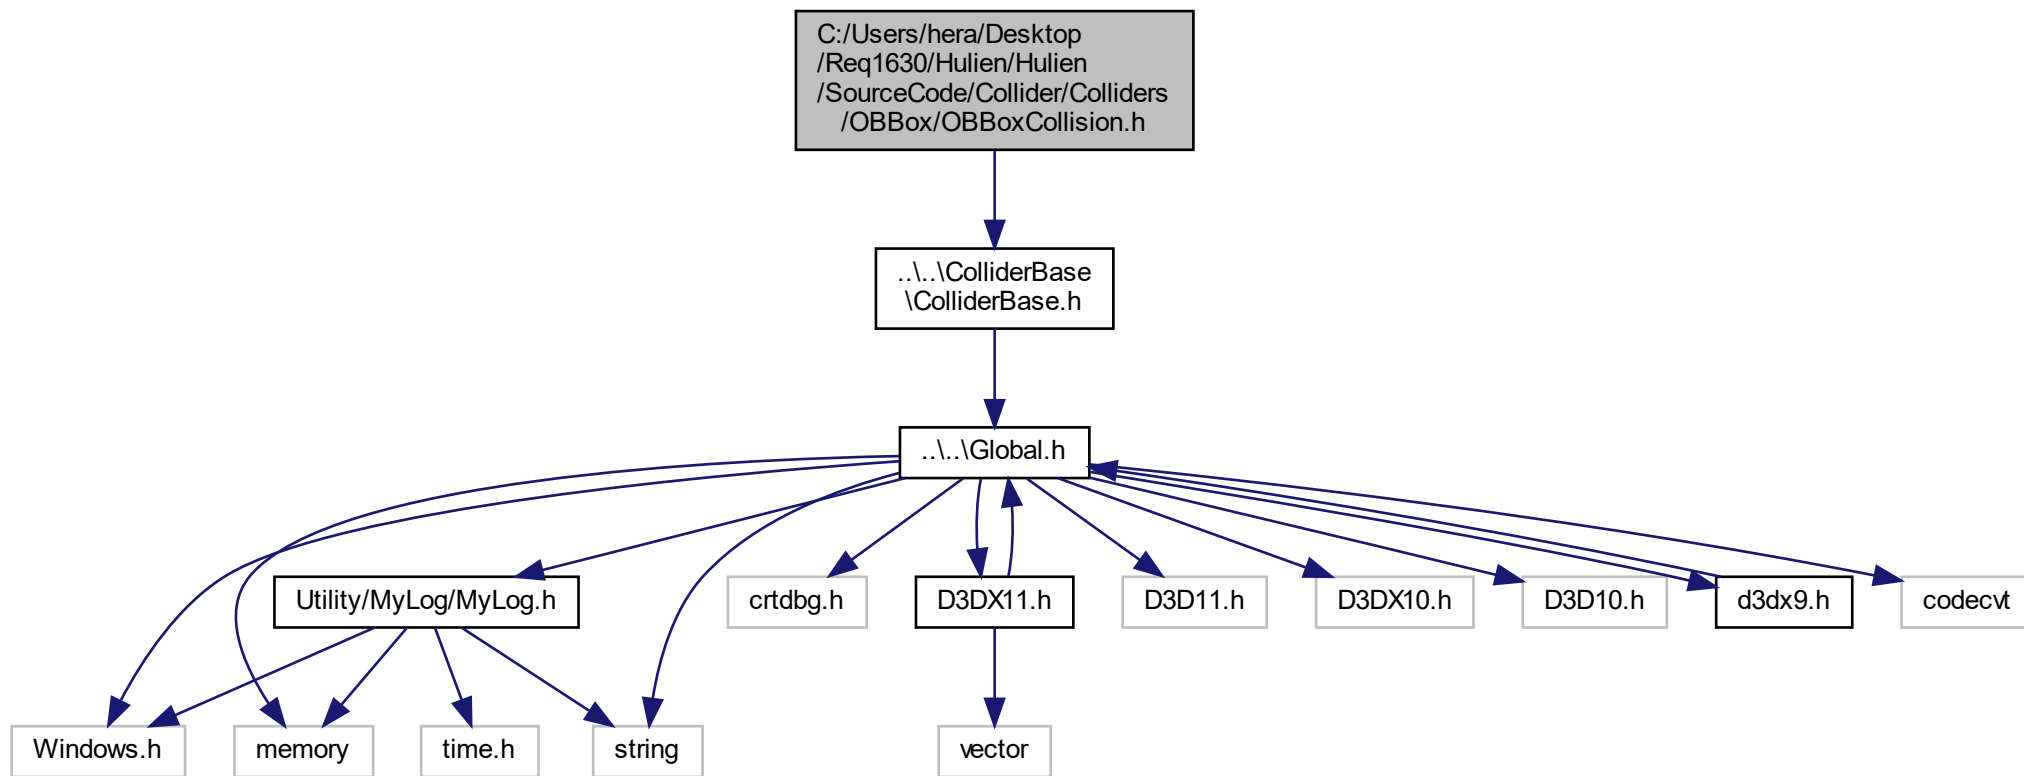 C:/Users/hera/Desktop
/Req1630/Hulien/Hulien
/SourceCode/Collider/Colliders
/OBBox/OBBoxCollision.h
..\..\ColliderBase
\ColliderBase.h
..\..\Global.h
Utility/MyLog/MyLog.h
crtdbg.h
D3DX11.h
D3D11.h
D3DX10.h
D3D10.h
d3dx9.h
codecvt
Windows.h
memory
time.h
string
vector